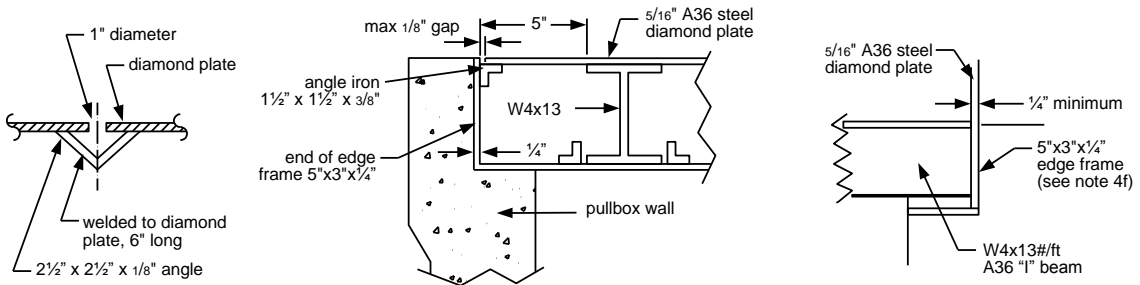 1" diameter
diamond plate
welded to diamond
plate, 6" long
2½" x 2½" x 1/8" angle
max 1/8" gap
5"
5/16" A36 steel
diamond plate
angle iron
1½" x 1½" x 3/8"
W4x13
end of edge
frame 5"x3"x¼"
¼"
pullbox wall
5/16" A36 steel
diamond plate
¼" minimum
5"x3"x¼"
edge frame
(see note 4f)
W4x13#/ft
A36 “I” beam